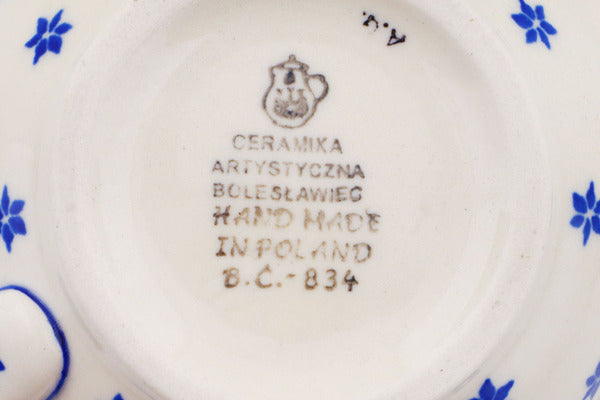 A.G.
CERAMIKA
ARTYSTYCZNA
BOLESŁAWIEC
HAND MADE
IN POLAND
B.C.-834